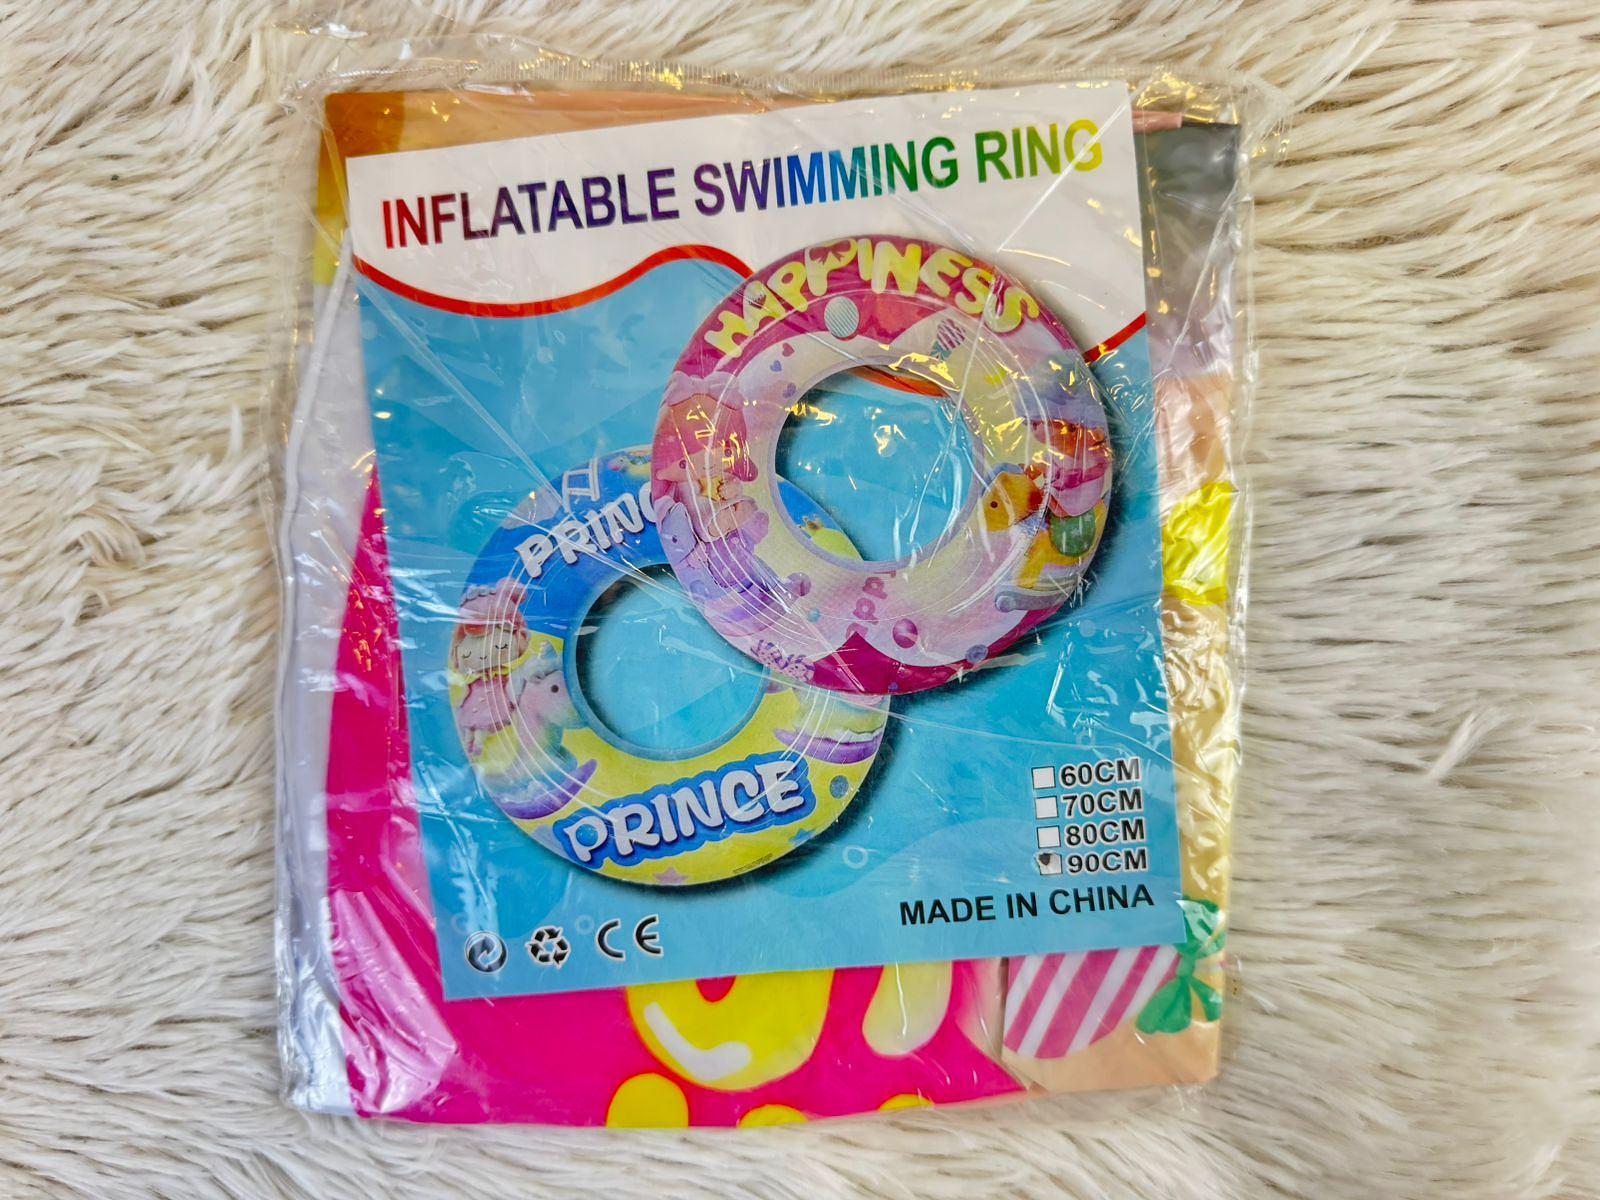 INFLATABLE SWIMMING RING
HAPPINESS
PRINC
PRINCE
60CM
70CM
80CM
90CM
MADE IN CHINA
CE